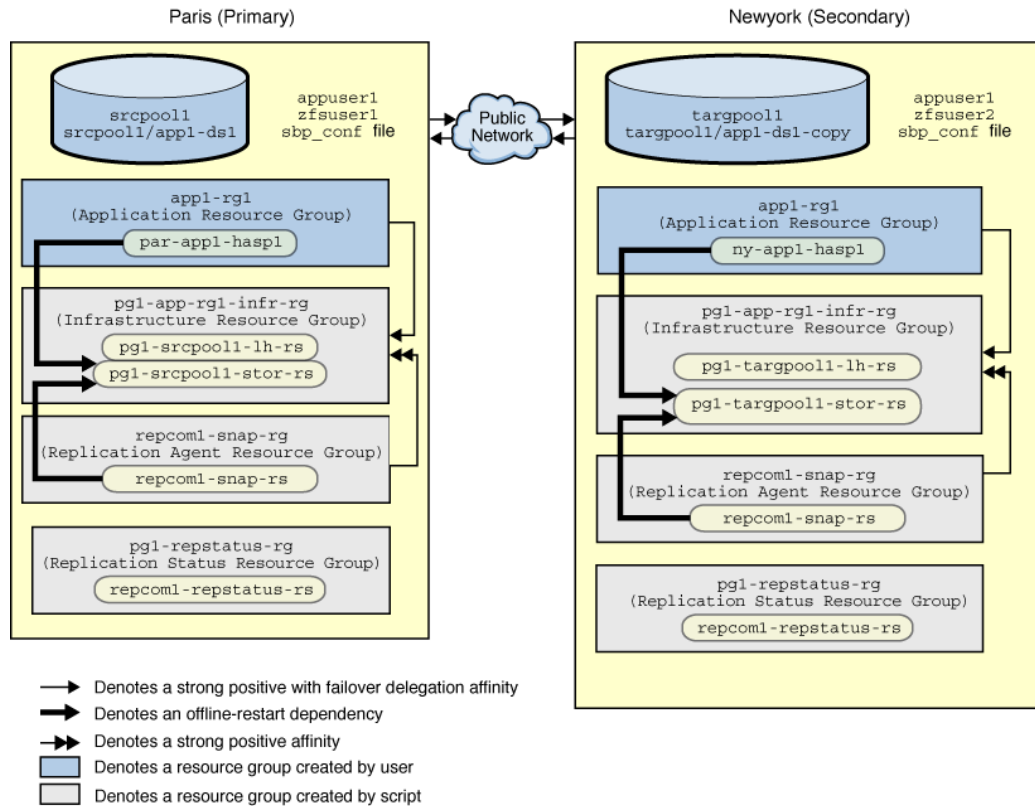 Paris (Primary)
srcpool1
srcpool1/app1-ds1
appuser1
zfsuser1
sbp_conf file
app1-rg1
(Application Resource Group)
par-app1-hasp1
pg1-app-rg1-infr-rg
(Infrastructure Resource Group)
pg1-srcpool1-lh-rs
pg1-srcpool1-stor-rs
repcom1-snap-rg
(Replication Agent Resource Group)
repcom1-snap-rs
pg1-repstatus-rg
(Replication Status Resource Group)
repcom1-repstatus-rs
Public
Network
Newyork (Secondary)
targpool1
targpool1/app1-ds1-copy
appuser1
zfsuser2
sbp_conf file
app1-rg1
(Application Resource Group)
ny-app1-hasp1
pg1-app-rg1-infr-rg
(Infrastructure Resource Group)
pg1-targpool1-lh-rs
pg1-targpool1-stor-rs
repcom1-snap-rg
(Replication Agent Resource Group)
repcom1-snap-rs
pg1-repstatus-rg
(Replication Status Resource Group)
repcom1-repstatus-rs
Denotes a strong positive with failover delegation affinity
Denotes an offline-restart dependency
Denotes a strong positive affinity
Denotes a resource group created by user
Denotes a resource group created by script